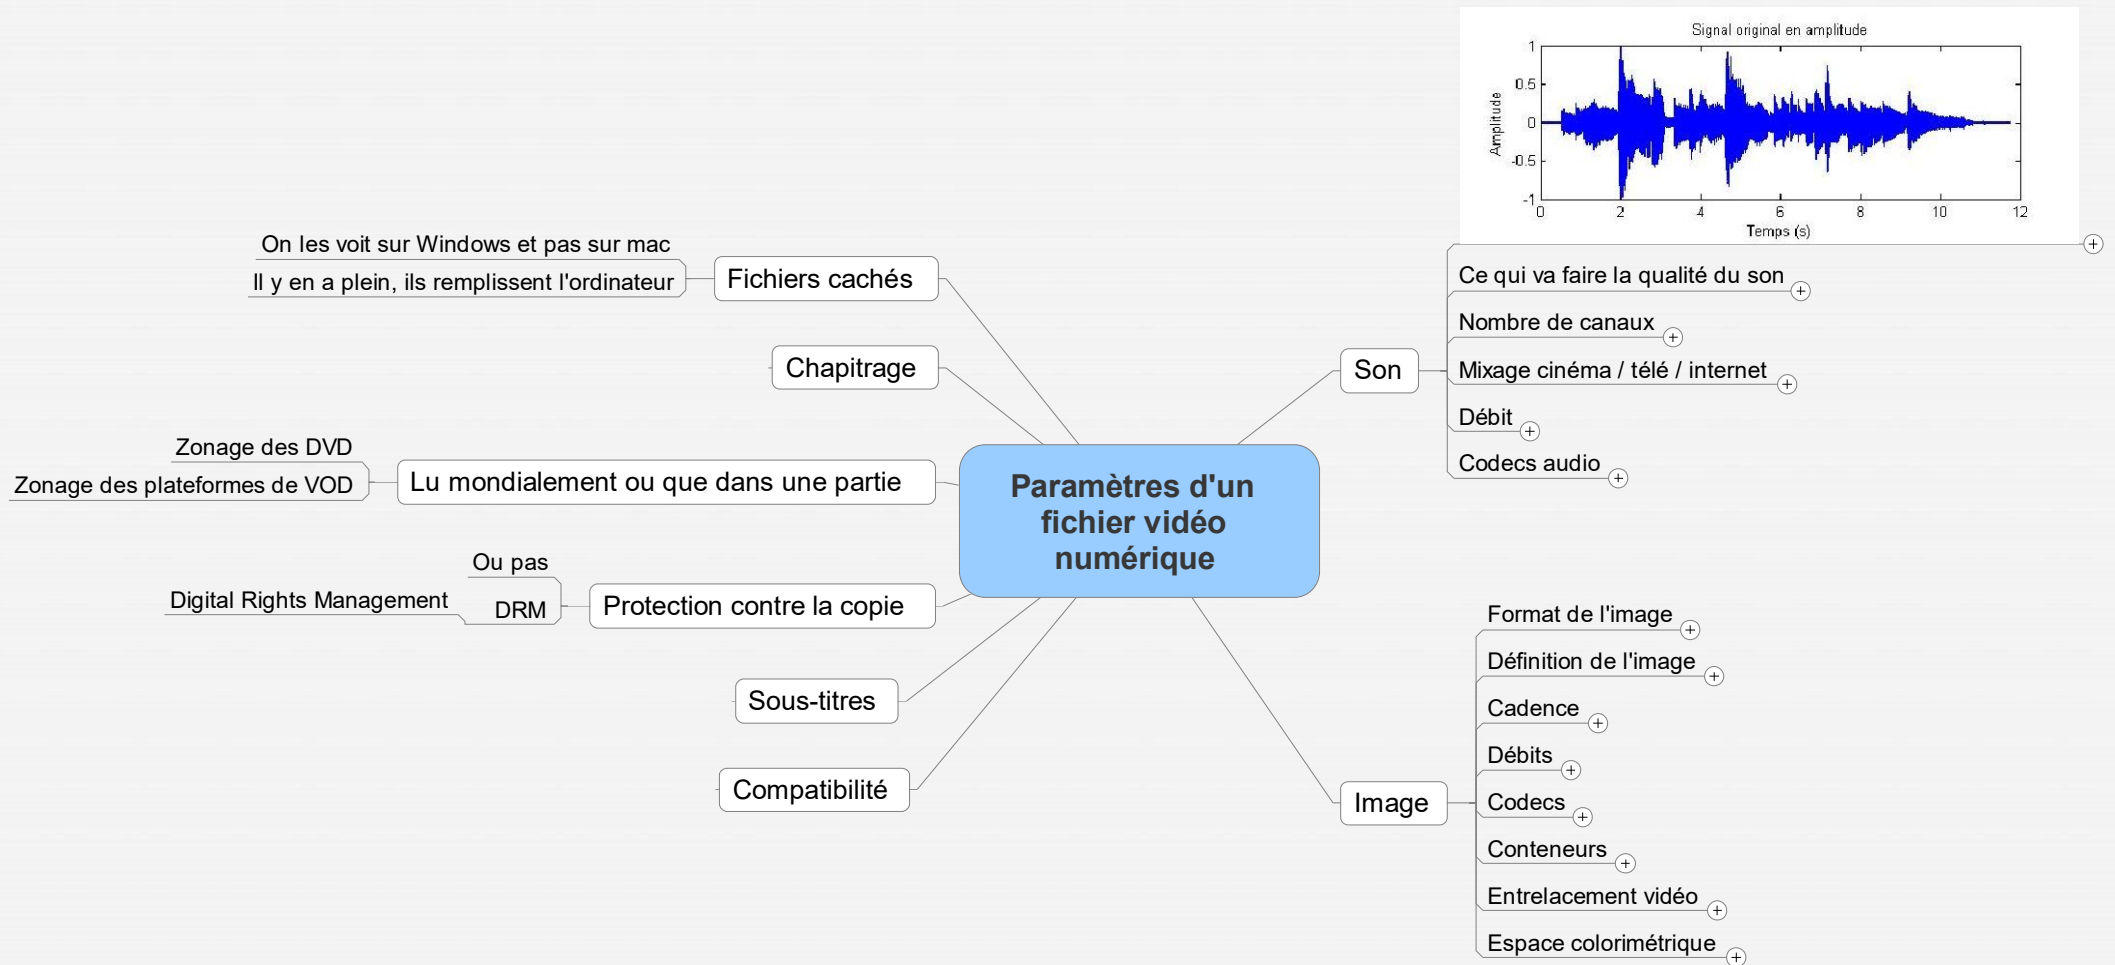 Signal original en amplitude
1
0.5
0
-0.5
-1
Amplitude
0 2 4 6 8 10 12
Temps (s)
On les voit sur Windows et pas sur mac
Il y en a plein, ils remplissent l'ordinateur
Fichiers cachés
Chapitrage
Zonage des DVD
Zonage des plateformes de VOD
Lu mondialement ou que dans une partie
Ou pas
Digital Rights Management
DRM
Protection contre la copie
Sous-titres
Compatibilité
Paramètres d'un
fichier vidéo
numérique
Son
Ce qui va faire la qualité du son
Nombre de canaux
Mixage cinéma / télé / internet
Débit
Codecs audio
Image
Format de l'image
Définition de l'image
Cadence
Débits
Codecs
Conteneurs
Entrelacement vidéo
Espace colorimétrique